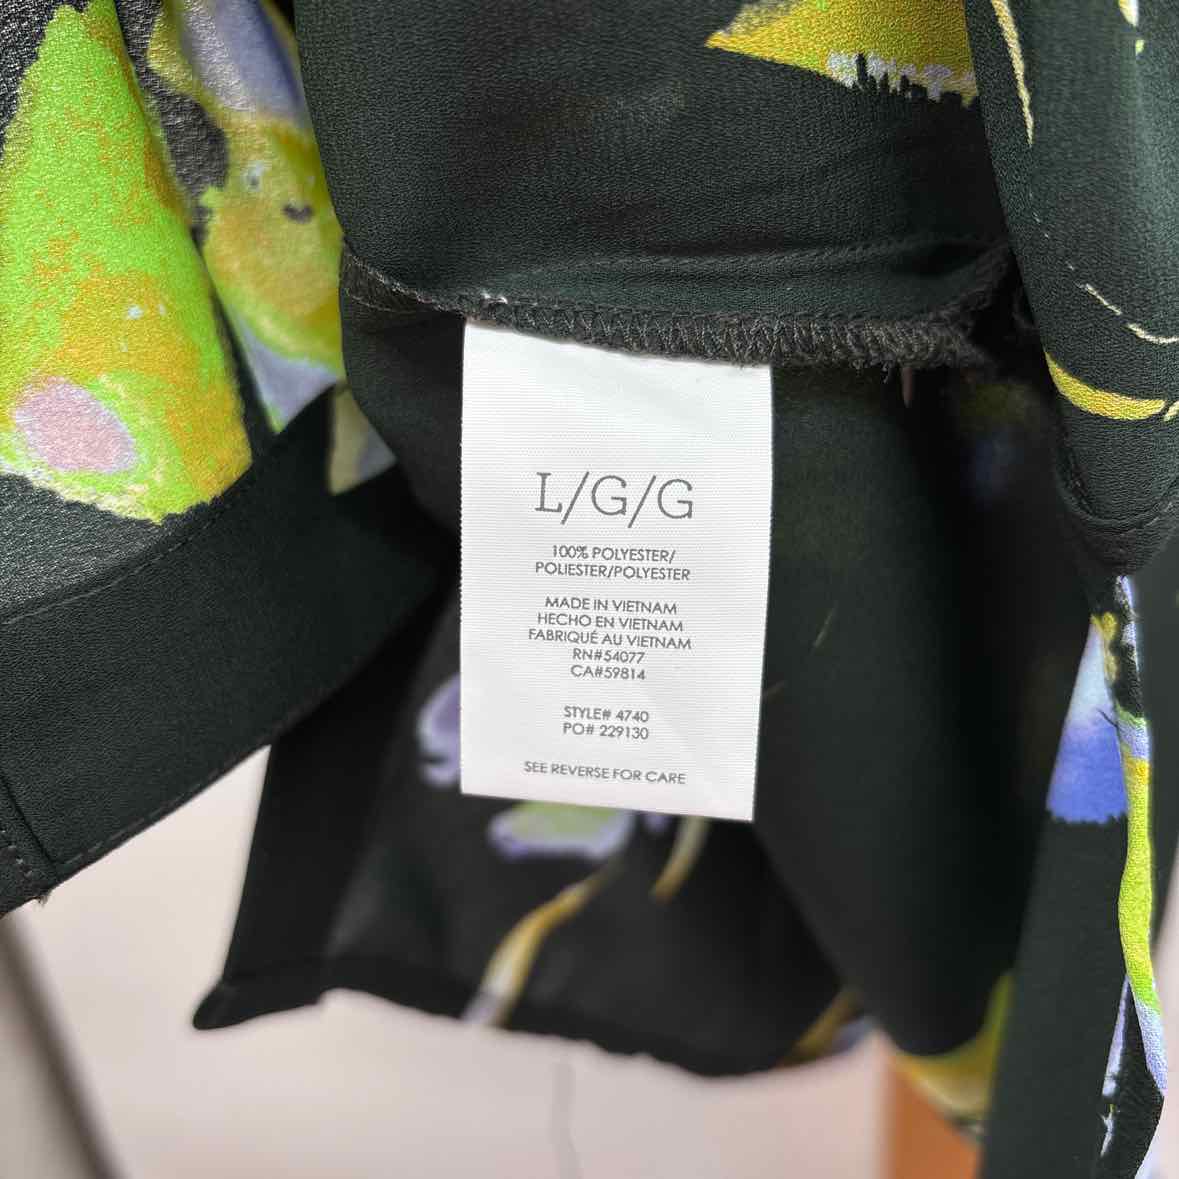 L/G/G
100% POLYESTER/
POLIESTER/POLYESTER
MADE IN VIETNAM
HECHO EN VIETNAM
FABRIQUÉ AU VIETNAM
RN#54077
CA#59814
STYLE# 4740
PO# 229130
SEE REVERSE FOR CARE